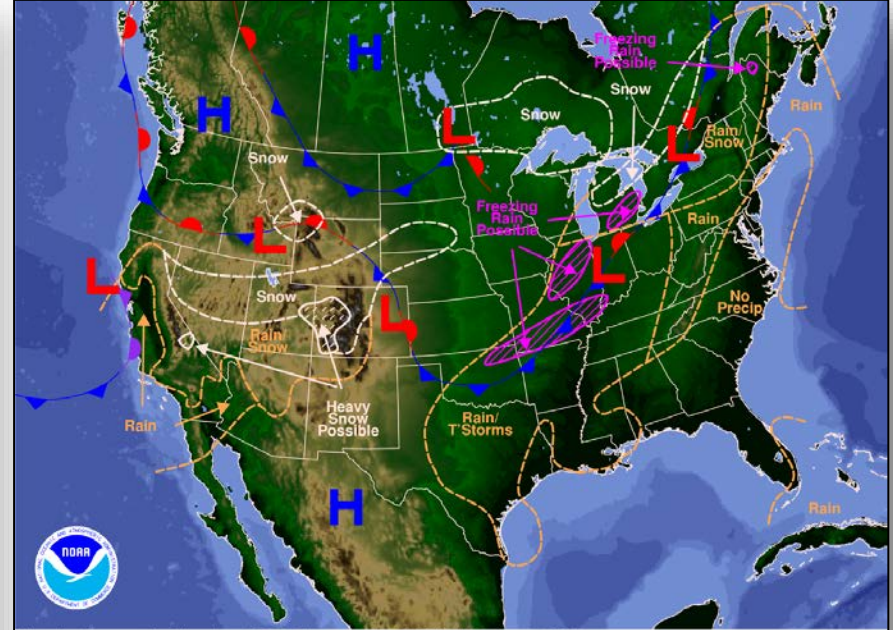 H
Freezing
Rain
Possible
H
Snow
L
Snow
Rain
L
Rain/
Snow
Snow
Freezing
Rain
Possible
Rain
L
L
L
Snow
No
Precip
L
Rain/
Snow
Heavy
Snow
Possible
Rain
Rain/
T'Storms
H
Rain
NOAA